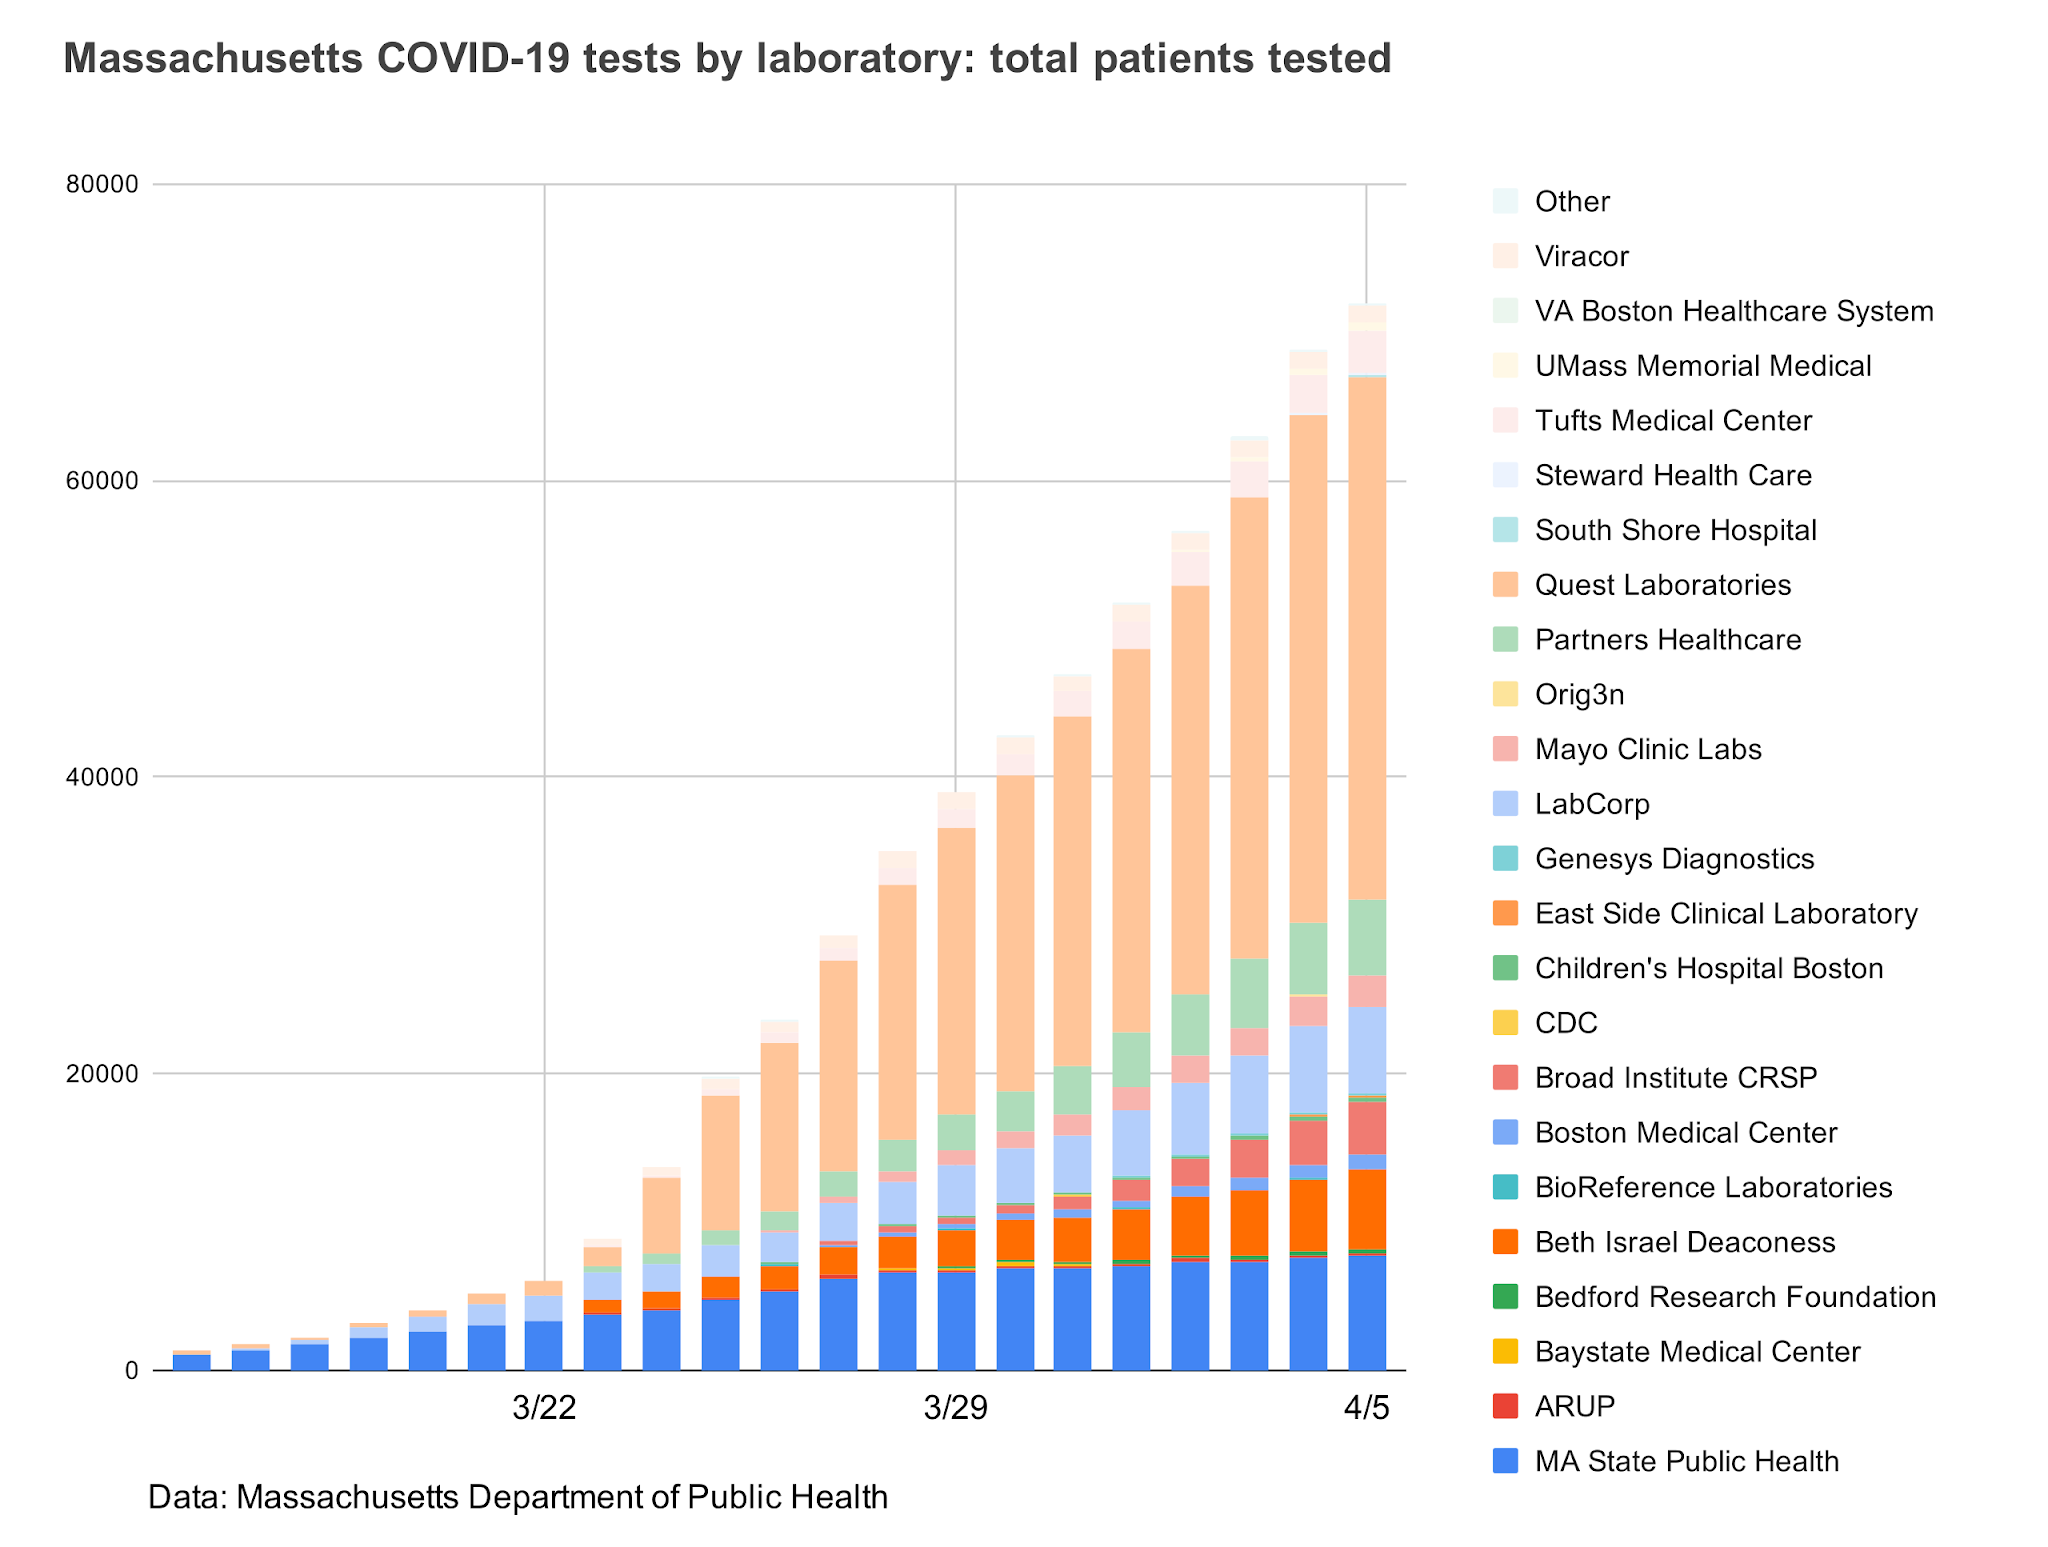 Massachusetts COVID-19 tests by laboratory: total patients tested
80000
60000
40000
20000
0
3/22
3/29
4/5
Other
Viracor
VA Boston Healthcare System
UMass Memorial Medical
Tufts Medical Center
Steward Health Care
South Shore Hospital
Quest Laboratories
Partners Healthcare
Orig3n
Mayo Clinic Labs
LabCorp
Genesys Diagnostics
East Side Clinical Laboratory
Children's Hospital Boston
CDC
Broad Institute CRSP
Boston Medical Center
BioReference Laboratories
Beth Israel Deaconess
Bedford Research Foundation
Baystate Medical Center
ARUP
MA State Public Health
Data: Massachusetts Department of Public Health